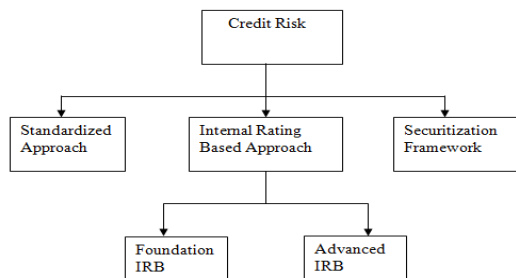 Credit Risk
Standardized
Approach
Internal Rating
Based Approach
Securitization
Framework
Foundation
IRB
Advanced
IRB